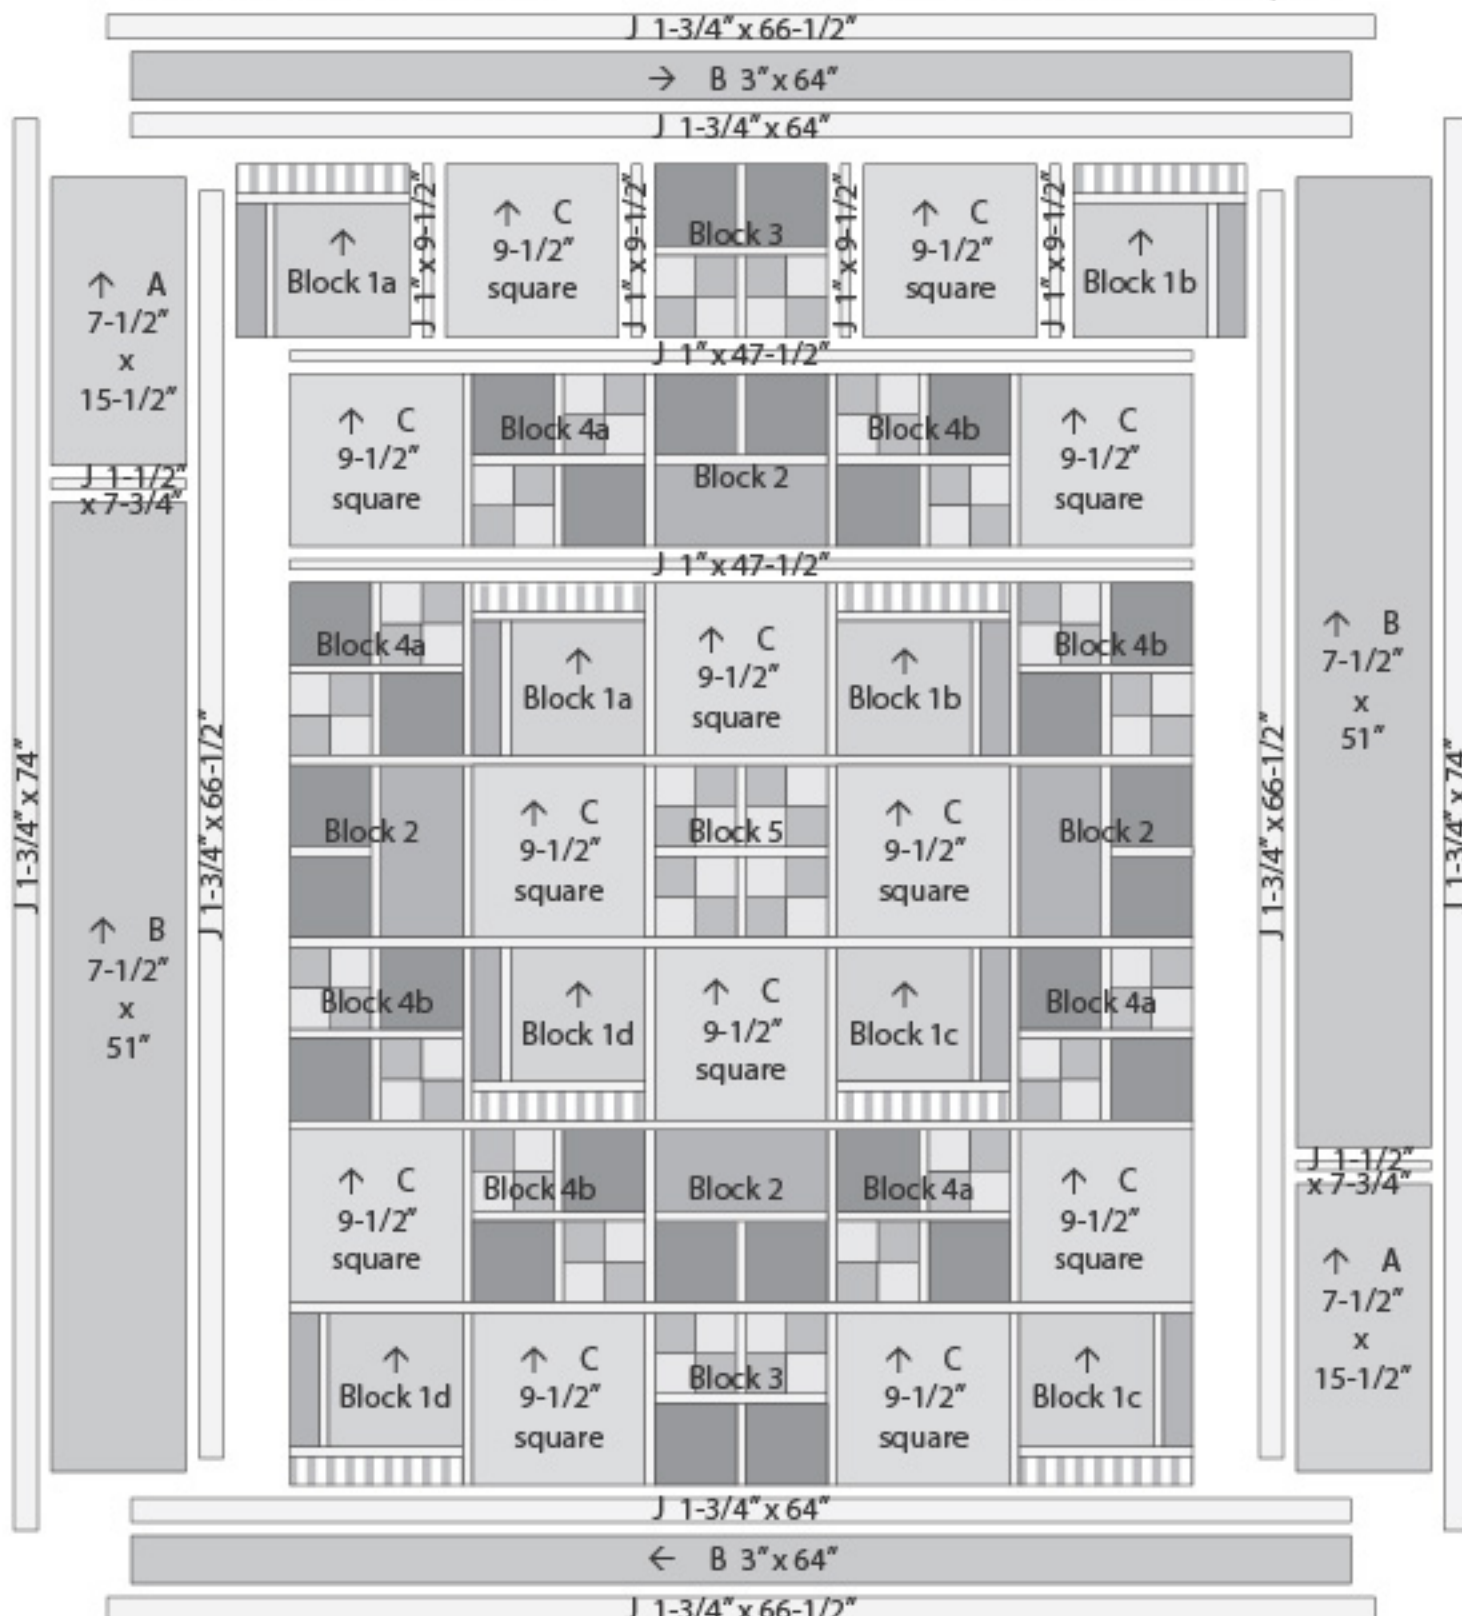 J 1-3/4” x 66-1/2”
→ B 3” x 64”
J 1-3/4” x 64”
J 1-3/4” x 74”
↑ A
7-1/2”
x
15-1/2”
J 1-1/2”
x 7-3/4”
↑ B
7-1/2”
x
51”
J 1-3/4” x 66-1/2”
↑
Block 1a
J 1” x 9-1/2”
↑ C
9-1/2”
square
J 1” x 9-1/2”
Block 3
J 1” x 9-1/2”
↑ C
9-1/2”
square
J 1” x 9-1/2”
↑
Block 1b
J 1” x 47-1/2”
↑ C
9-1/2”
square
Block 4a
Block 2
Block 4b
↑ C
9-1/2”
square
J 1” x 47-1/2”
Block 4a
↑
Block 1a
↑ C
9-1/2”
square
↑
Block 1b
Block 4b
Block 2
↑ C
9-1/2”
square
Block 5
↑ C
9-1/2”
square
Block 2
Block 4b
↑
Block 1d
↑ C
9-1/2”
square
↑
Block 1c
Block 4a
↑ C
9-1/2”
square
Block 4b
Block 2
Block 4a
↑ C
9-1/2”
square
↑
Block 1d
↑ C
9-1/2”
square
Block 3
↑ C
9-1/2”
square
↑
Block 1c
J 1-3/4” x 66-1/2”
↑ B
7-1/2”
x
51”
J 1-1/2”
x 7-3/4”
↑ A
7-1/2”
x
15-1/2”
J 1-3/4” x 74”
J 1-3/4” x 64”
← B 3” x 64”
J 1-3/4” x 66-1/2”